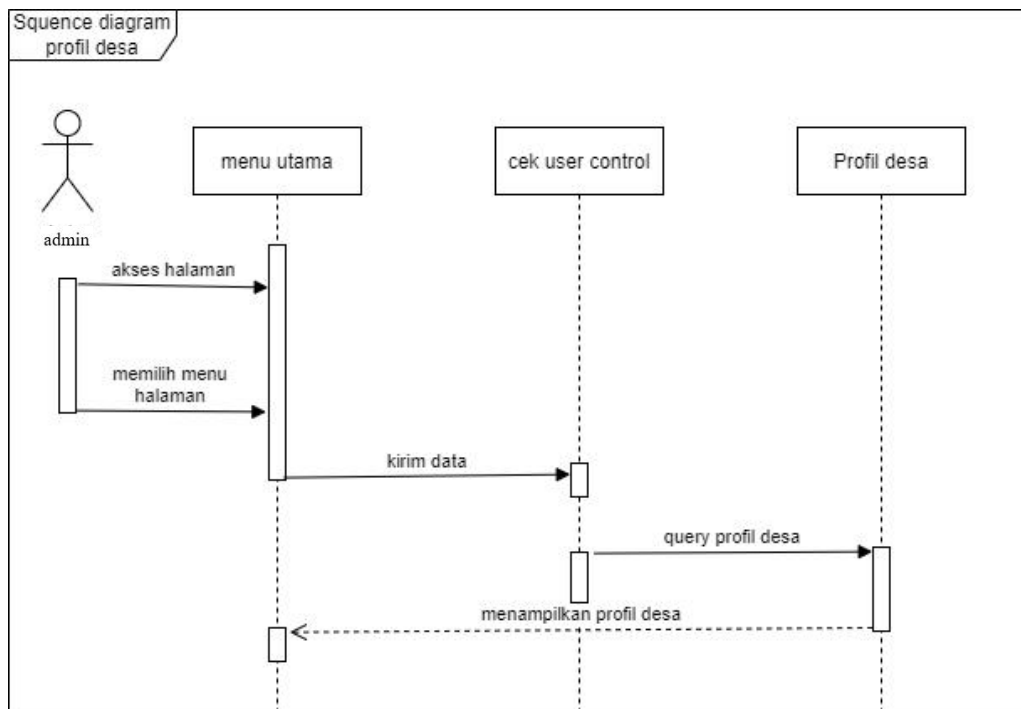 Squence diagram
profil desa
menu utama
cek user control
Profil desa
admin
akses halaman
memilih menu
halaman
kirim data
query profil desa
menampilkan profil desa